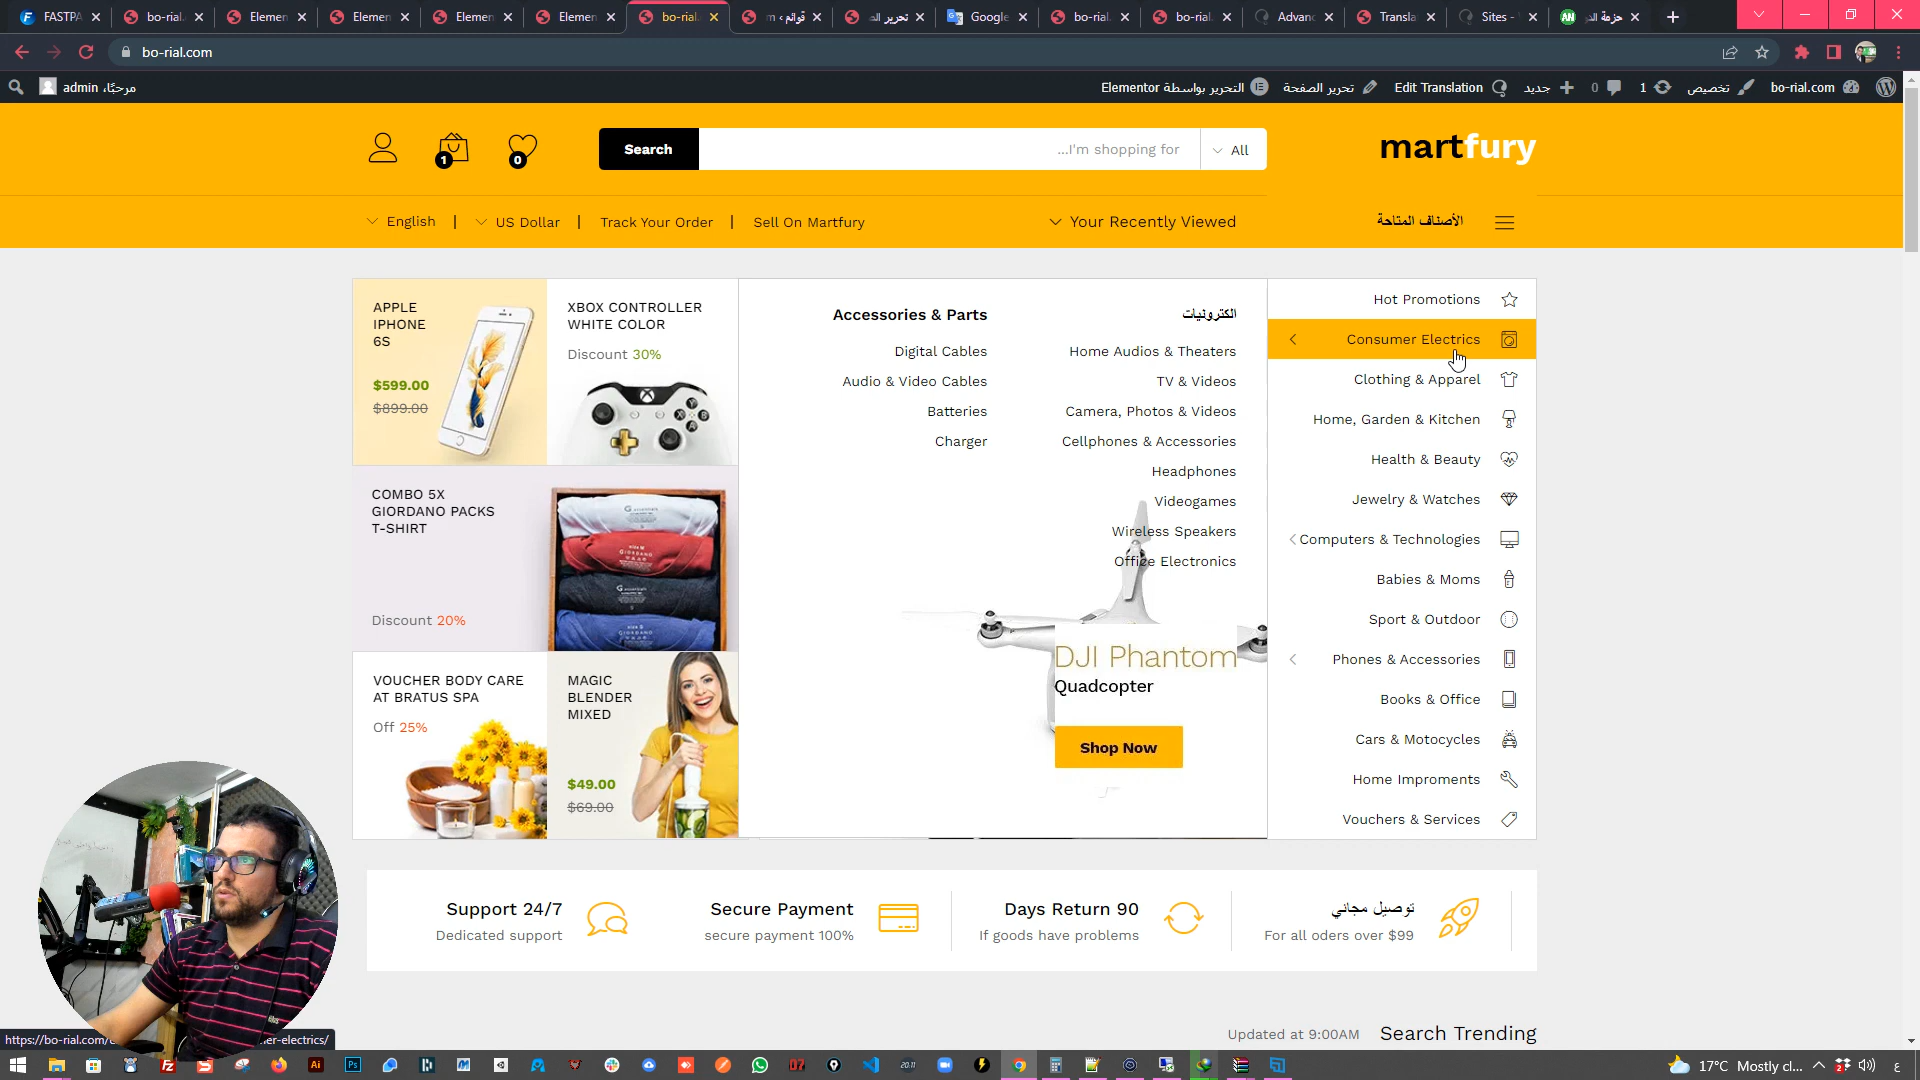 FASTPA
bo-rial.
Elemen
Elemen
Elemen
Elemen
bo-rial.
قوائم ‹ m
تحرير الد
Google
bo-rial.
bo-rial.
Advanc
Transla
Sites -
حزمة الد
bo-rial.com
مرحبًا، admin
التحرير بواسطة Elementor
تحرير الصفحة
Edit Translation
جديد
0
1
تخصيص
bo-rial.com
1
0
Search
...I'm shopping for
All
martfury
English
US Dollar
Track Your Order
Sell On Martfury
Your Recently Viewed
الأصناف المتاحة
APPLE
IPHONE
6S
$599.00
$899.00
XBOX CONTROLLER
WHITE COLOR
Discount 30%
COMBO 5X
GIORDANO PACKS
T-SHIRT
Discount 20%
VOUCHER BODY CARE
AT BRATUS SPA
Off 25%
MAGIC
BLENDER
MIXED
$49.00
$69.00
Accessories & Parts
Digital Cables
Audio & Video Cables
Batteries
Charger
الكترونيات
Home Audios & Theaters
TV & Videos
Camera, Photos & Videos
Cellphones & Accessories
Headphones
Videogames
Wireless Speakers
Office Electronics
DJI Phantom
Quadcopter
Shop Now
Hot Promotions
Consumer Electrics
Clothing & Apparel
Home, Garden & Kitchen
Health & Beauty
Jewelry & Watches
Computers & Technologies
Babies & Moms
Sport & Outdoor
Phones & Accessories
Books & Office
Cars & Motocycles
Home Improments
Vouchers & Services
Support 24/7
Dedicated support
Secure Payment
secure payment 100%
Days Return 90
If goods have problems
توصيل مجاني
For all oders over $99
Updated at 9:00AM
Search Trending
https://bo-rial.com/
er-electrics/
17°C Mostly cl...
ع